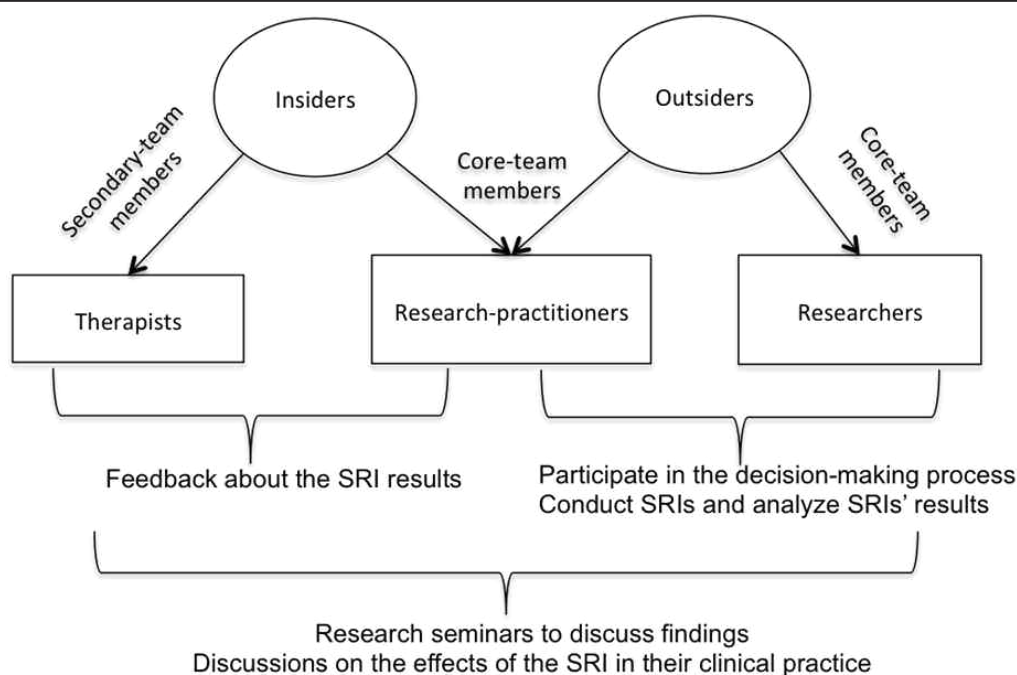 Insiders
Outsiders
Secondary-team
members
Core-team
members
Core-team
members
Therapists
Research-practitioners
Researchers
Feedback about the SRI results
Participate in the decision-making process
Conduct SRIs and analyze SRIs’ results
Research seminars to discuss findings
Discussions on the effects of the SRI in their clinical practice